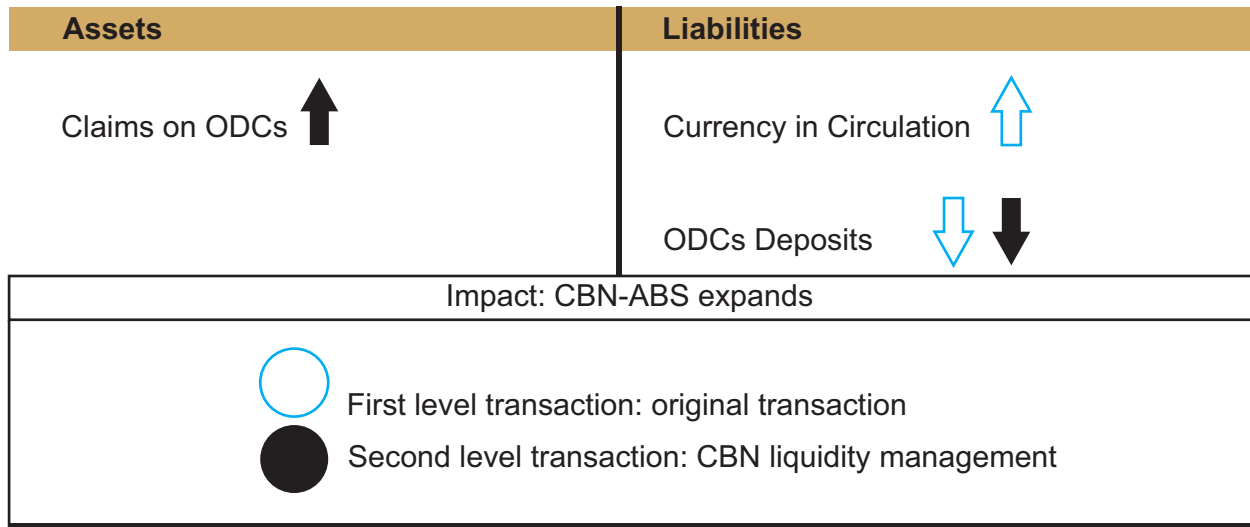 Assets
Liabilities
Claims on ODCs
Currency in Circulation
ODCs Deposits
Impact: CBN-ABS expands
First level transaction: original transaction
Second level transaction: CBN liquidity management